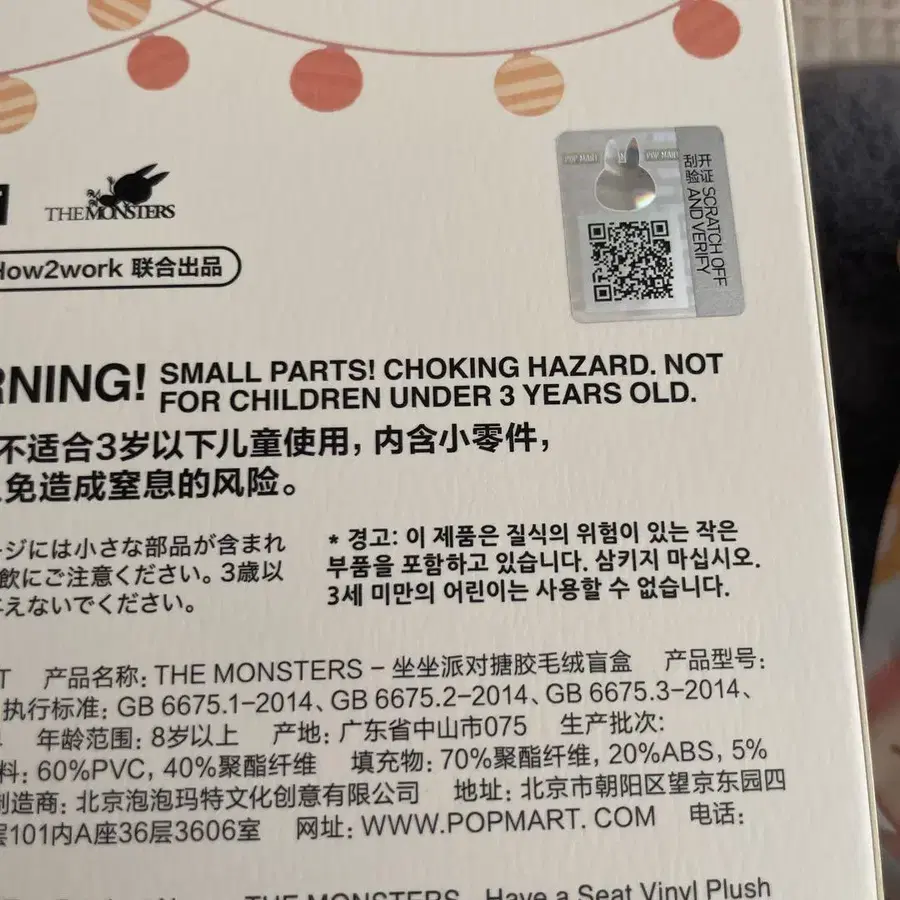 POP MART
POP MART
刮开
验证
SCRATCH OFF
AND VERIFY
THE MONSTERS
How2work 联合出品
RNING! SMALL PARTS! CHOKING HAZARD. NOT
FOR CHILDREN UNDER 3 YEARS OLD.
不适合3岁以下儿童使用，内含小零件，
免造成窒息的风险。
ージには小さな部品が含まれ
飲にご注意ください。3歳以
えないでください。
* 경고: 이 제품은 질식의 위험이 있는 작은
부품을 포함하고 있습니다. 삼키지 마십시오.
3세 미만의 어린이는 사용할 수 없습니다.
T 产品名称: THE MONSTERS – 坐坐派对搪胶毛绒盲盒 产品型号:
执行标准: GB 6675.1–2014、GB 6675.2–2014、GB 6675.3–2014、
年龄范围: 8岁以上 产地: 广东省中山市075 生产批次:
料: 60%PVC, 40%聚酯纤维 填充物: 70%聚酯纤维, 20%ABS, 5%
制造商: 北京泡泡玛特文化创意有限公司 地址: 北京市朝阳区望京东园四
层101内A座36层3606室 网址: WWW.POPMART. COM 电话:
THE MONSTERS - Have a Seat Vinyl Plush